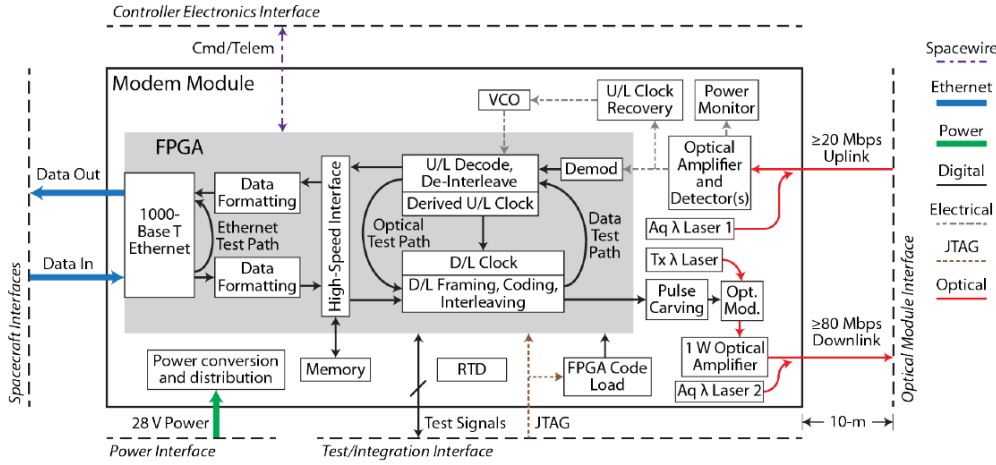 Controller Electronics Interface
Cmd/Telem
Spacewire
Ethernet
Power
Digital
Electrical
JTAG
Optical
Modem Module
VCO
U/L Clock
Recovery
Power
Monitor
FPGA
Data Out
Data In
1000-
Base T
Ethernet
Data
Formatting
Ethernet
Test Path
Data
Formatting
High-Speed Interface
U/L Decode,
De-Interleave
Derived U/L Clock
Optical
Test Path
Data
Test
Path
D/L Clock
D/L Framing, Coding,
Interleaving
Demod
Optical
Amplifier
and
Detector(s)
≥20 Mbps
Uplink
Aq λ Laser 1
Tx λ Laser
Pulse
Carving
Opt.
Mod.
≥80 Mbps
Downlink
1 W Optical
Amplifier
Aq λ Laser 2
Power conversion
and distribution
Memory
RTD
FPGA Code
Load
28 V Power
Test Signals
JTAG
10-m
Power Interface
Test/Integration Interface
Spacecraft Interfaces
Optical Module Interface